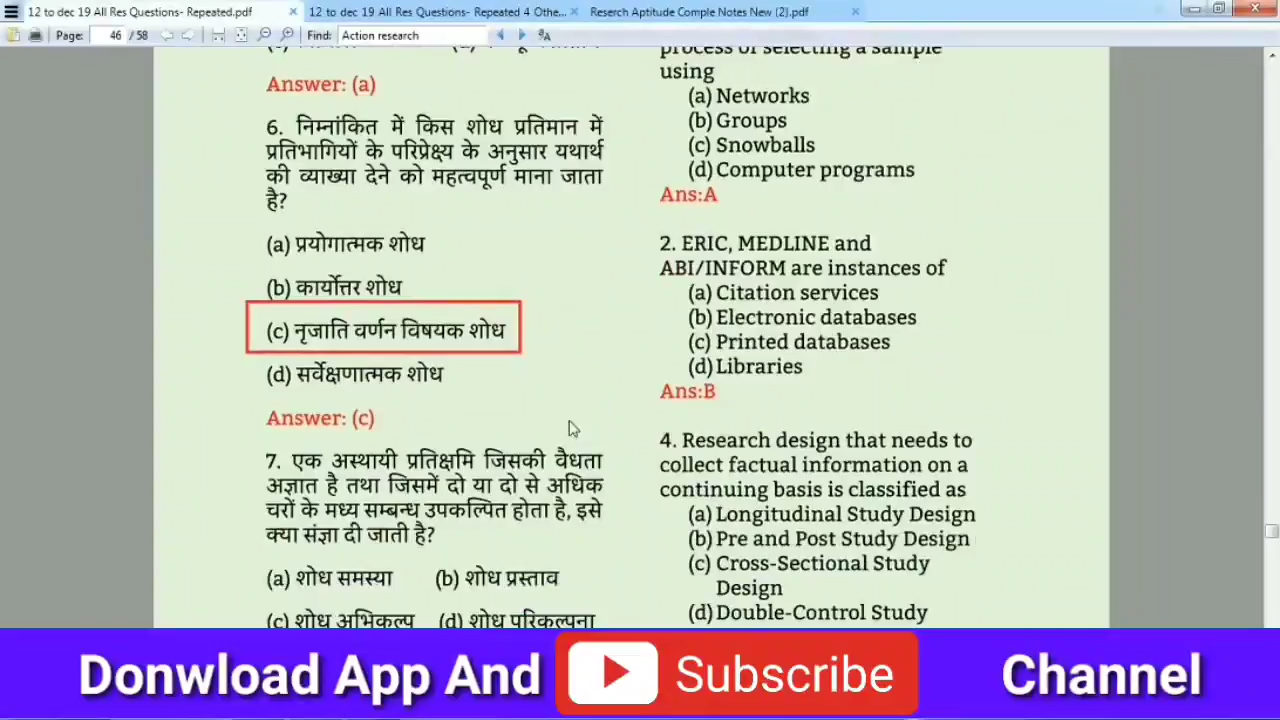 12 to dec 19 All Res Questions- Repeated.pdf
12 to dec 19 All Res Questions- Repeated 4 Othe...
Reserch Aptitude Comple Notes New (2).pdf
Page: 46 / 58 Find: Action research
Answer: (a)
6. निम्नांकित में किस शोध प्रतिमान में
प्रतिभागियों के परिप्रेक्ष्य के अनुसार यथार्थ
की व्याख्या देने को महत्वपूर्ण माना जाता
है?
(a) प्रयोगात्मक शोध
(b) कार्योत्तर शोध
(c) नृजाति वर्णन विषयक शोध
(d) सर्वेक्षणात्मक शोध
Answer: (c)
7. एक अस्थायी प्रतिक्षमि जिसकी वैधता
अज्ञात है तथा जिसमें दो या दो से अधिक
चरों के मध्य सम्बन्ध उपकल्पित होता है, इसे
क्या संज्ञा दी जाती है?
(a) शोध समस्या (b) शोध प्रस्ताव
(c) शोध अभिकल्प (d) शोध परिकल्पना
process of selecting a sample
using
(a) Networks
(b) Groups
(c) Snowballs
(d) Computer programs
Ans:A
2. ERIC, MEDLINE and
ABI/INFORM are instances of
(a) Citation services
(b) Electronic databases
(c) Printed databases
(d) Libraries
Ans:B
4. Research design that needs to
collect factual information on a
continuing basis is classified as
(a) Longitudinal Study Design
(b) Pre and Post Study Design
(c) Cross-Sectional Study
Design
(d) Double-Control Study
Donwload App And Subscribe Channel